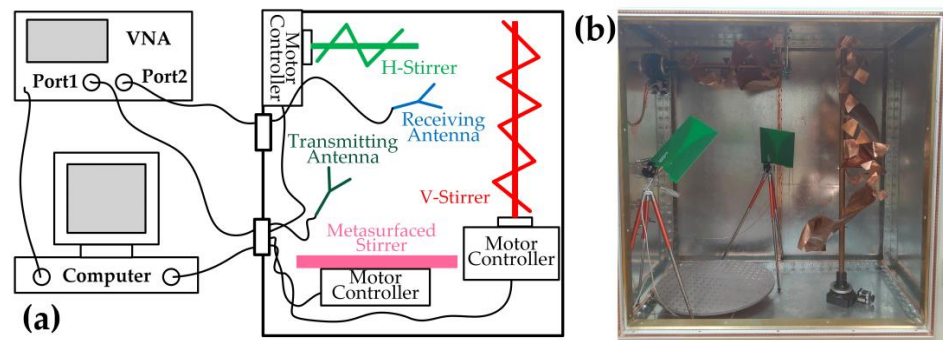 VNA
Port1
Port2
Computer
(a)
Motor
Controller
H-Stirrer
Receiving
Antenna
Transmitting
Antenna
V-Stirrer
Metasurfaced
Stirrer
Motor
Controller
Motor
Controller
(b)